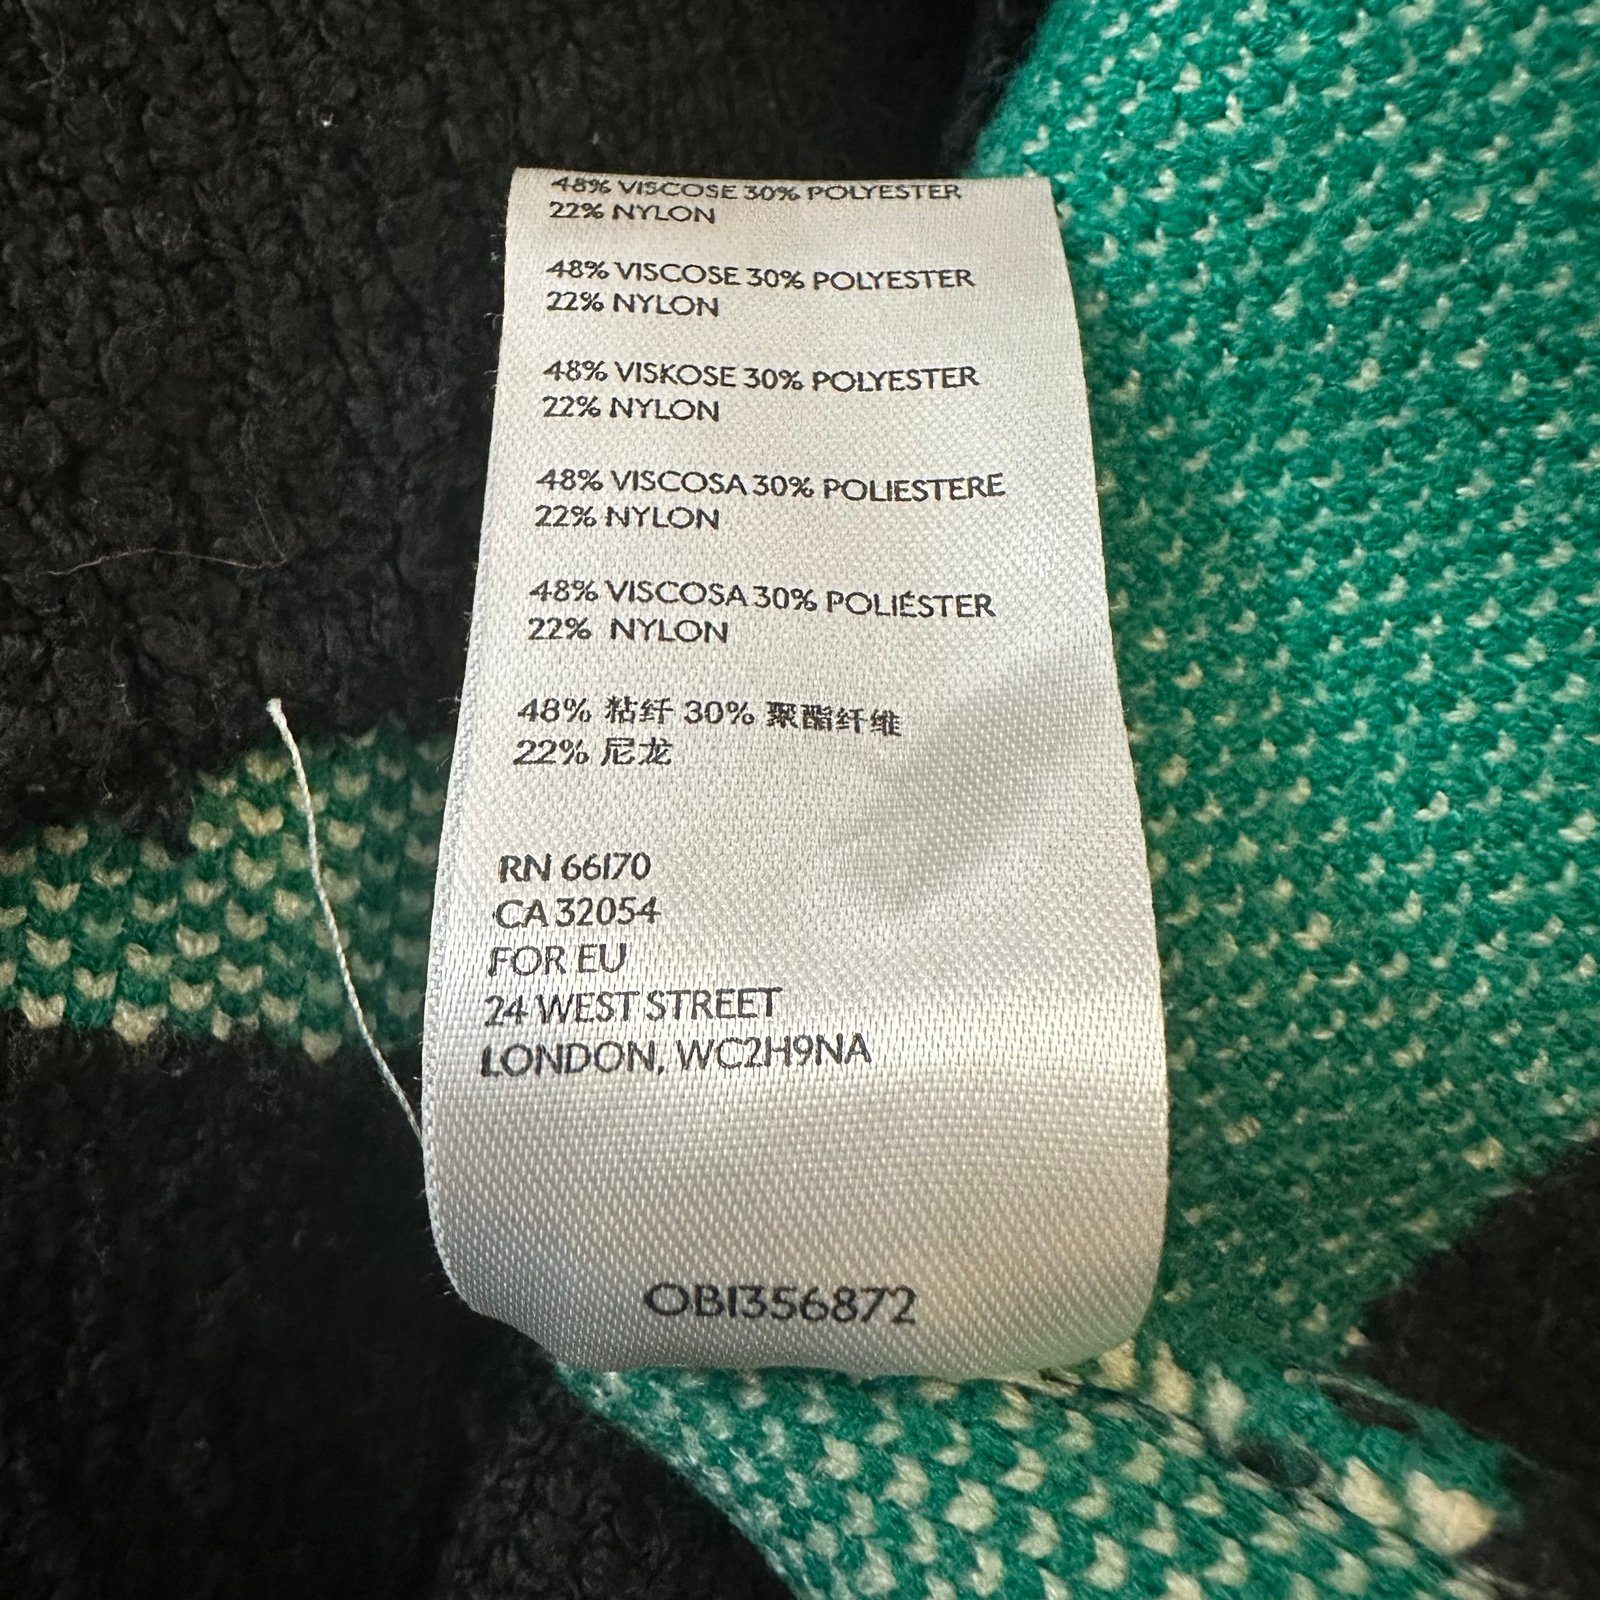 48% VISCOSE 30% POLYESTER
22% NYLON
48% VISCOSE 30% POLYESTER
22% NYLON
48% VISKOSE 30% POLYESTER
22% NYLON
48% VISCOSA 30% POLIESTERE
22% NYLON
48% VISCOSA 30% POLIÉSTER
22% NYLON
48% 粘纤 30% 聚酯纤维
22% 尼龙
RN 66170
CA 32054
FOR EU
24 WEST STREET
LONDON, WC2H9NA
OB1356872